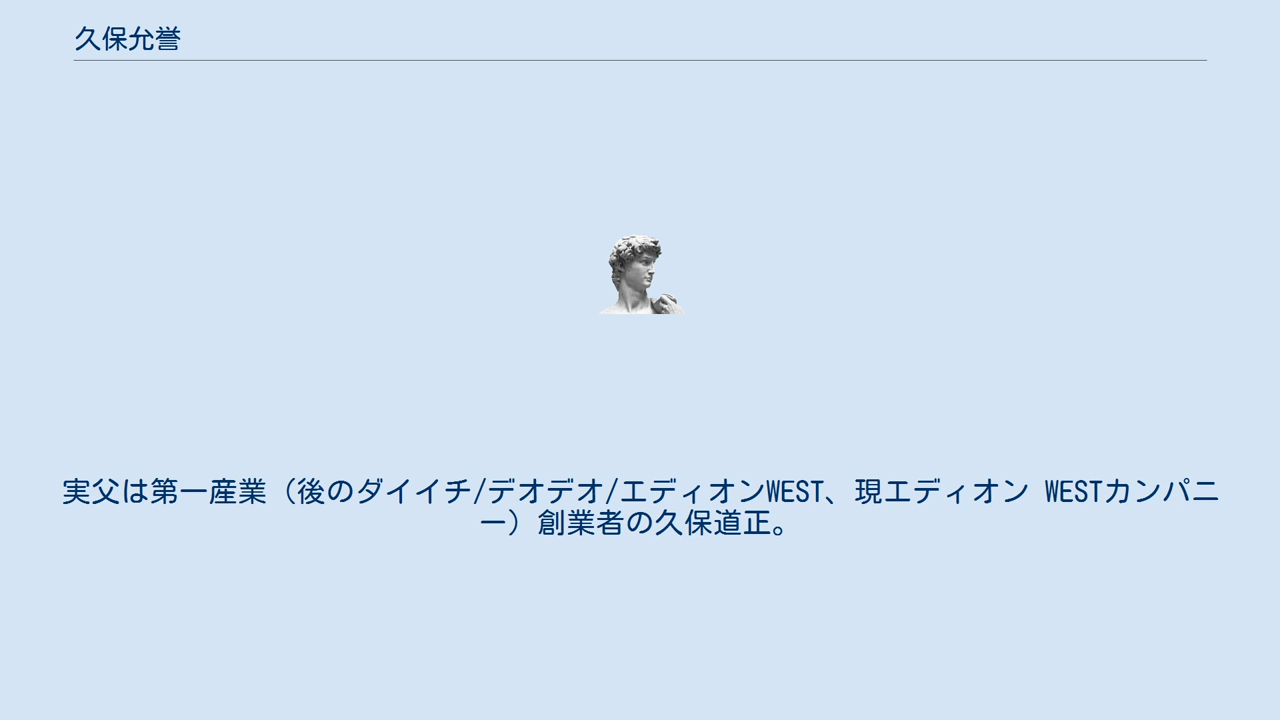 久保允誉
実父は第一産業（後のダイイチ/デオデオ/エディオンWEST、現エディオン WESTカンパニ
ー）創業者の久保道正。